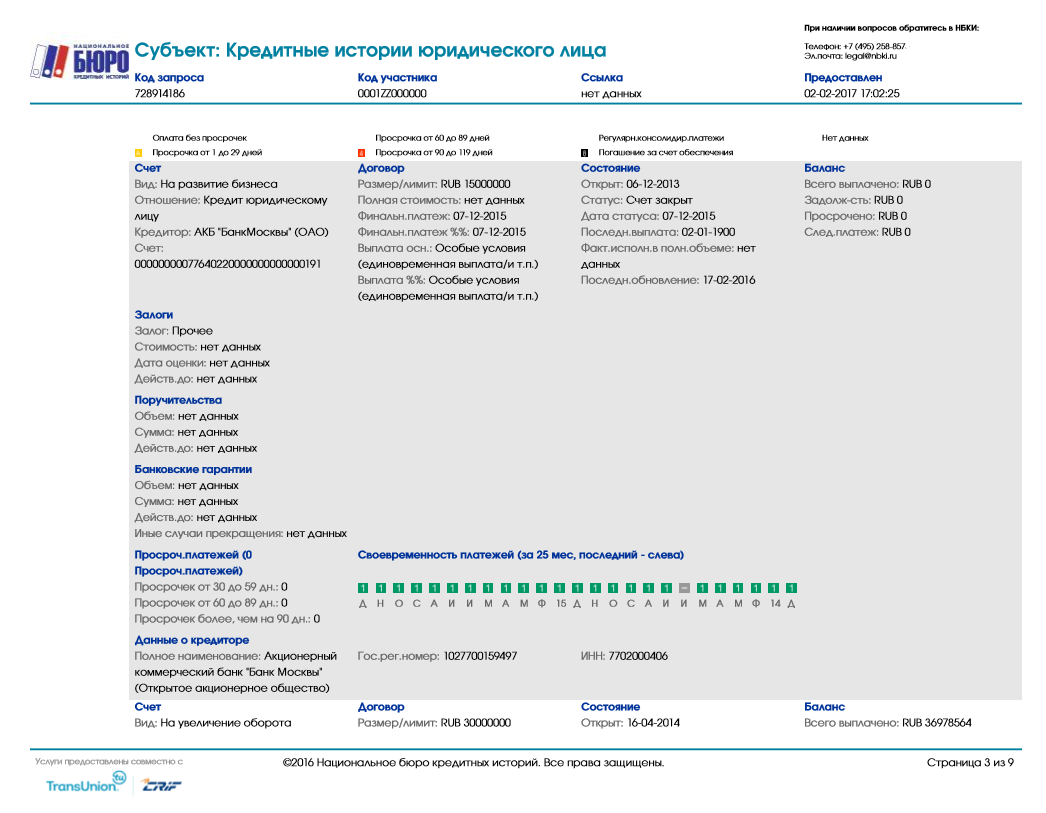 При наличии вопросов обратитесь в НБКИ:
НАЦИОНАЛЬНОЕ
БЮРО
КРЕДИТНЫХ ИСТОРИЙ
Субъект: Кредитные истории юридического лица
Телефон: +7 (495) 258-857
Эл.почта: legal@nbki.ru
Код запроса Код участника Ссылка Предоставлен
728914186 0001ZZ000000 нет данных 02-02-2017 17:02:25
Оплата без просрочек Просрочка от 60 до 89 дней Регулярн.консолидир.платежи Нет данных
Просрочка от 1 до 29 дней Просрочка от 90 до 119 дней Погашение за счет обеспечения
Счет Договор Состояние Баланс
Вид: На развитие бизнеса Размер/лимит: RUB 15000000 Открыт: 06-12-2013 Всего выплачено: RUB 0
Отношение: Кредит юридическому Полная стоимость: нет данных Статус: Счет закрыт Задолж-сть: RUB 0
лицу Финальн.платеж: 07-12-2015 Дата статуса: 07-12-2015 Просрочено: RUB 0
Кредитор: АКБ "БанкМосквы" (ОАО) Финальн.платеж %%: 07-12-2015 Последн.выплата: 02-01-1900 След.платеж: RUB 0
Счет: Выплата осн.: Особые условия Факт.исполн.в полн.объеме: нет
0000000007764022000000000000191 (единовременная выплата/и т.п.) данных
Выплата %%: Особые условия Последн.обновление: 17-02-2016
(единовременная выплата/и т.п.)
Залоги
Залог: Прочее
Стоимость: нет данных
Дата оценки: нет данных
Действ.до: нет данных
Поручительства
Объем: нет данных
Сумма: нет данных
Действ.до: нет данных
Банковские гарантии
Объем: нет данных
Сумма: нет данных
Действ.до: нет данных
Иные случаи прекращения: нет данных
Просроч.платежей (0 Своевременность платежей (за 25 мес, последний - слева)
Просроч.платежей)
Просрочек от 30 до 59 дн.: 0 1 1 1 1 1 1 1 1 1 1 1 1 1 1 1 1 1 1 – 1 1 1 1 1 1
Просрочек от 60 до 89 дн.: 0 Д Н О С А И И М А М Ф 15 Д Н О С А И И М А М Ф 14 Д
Просрочек более, чем на 90 дн.: 0
Данные о кредиторе
Полное наименование: Акционерный Гос.рег.номер: 1027700159497 ИНН: 7702000406
коммерческий банк "Банк Москвы"
(Открытое акционерное общество)
Счет Договор Состояние Баланс
Вид: На увеличение оборота Размер/лимит: RUB 30000000 Открыт: 16-04-2014 Всего выплачено: RUB 36978564
Услуги предоставлены совместно с ©2016 Национальное бюро кредитных историй. Все права защищены. Страница 3 из 9
TransUnion tu CRIF